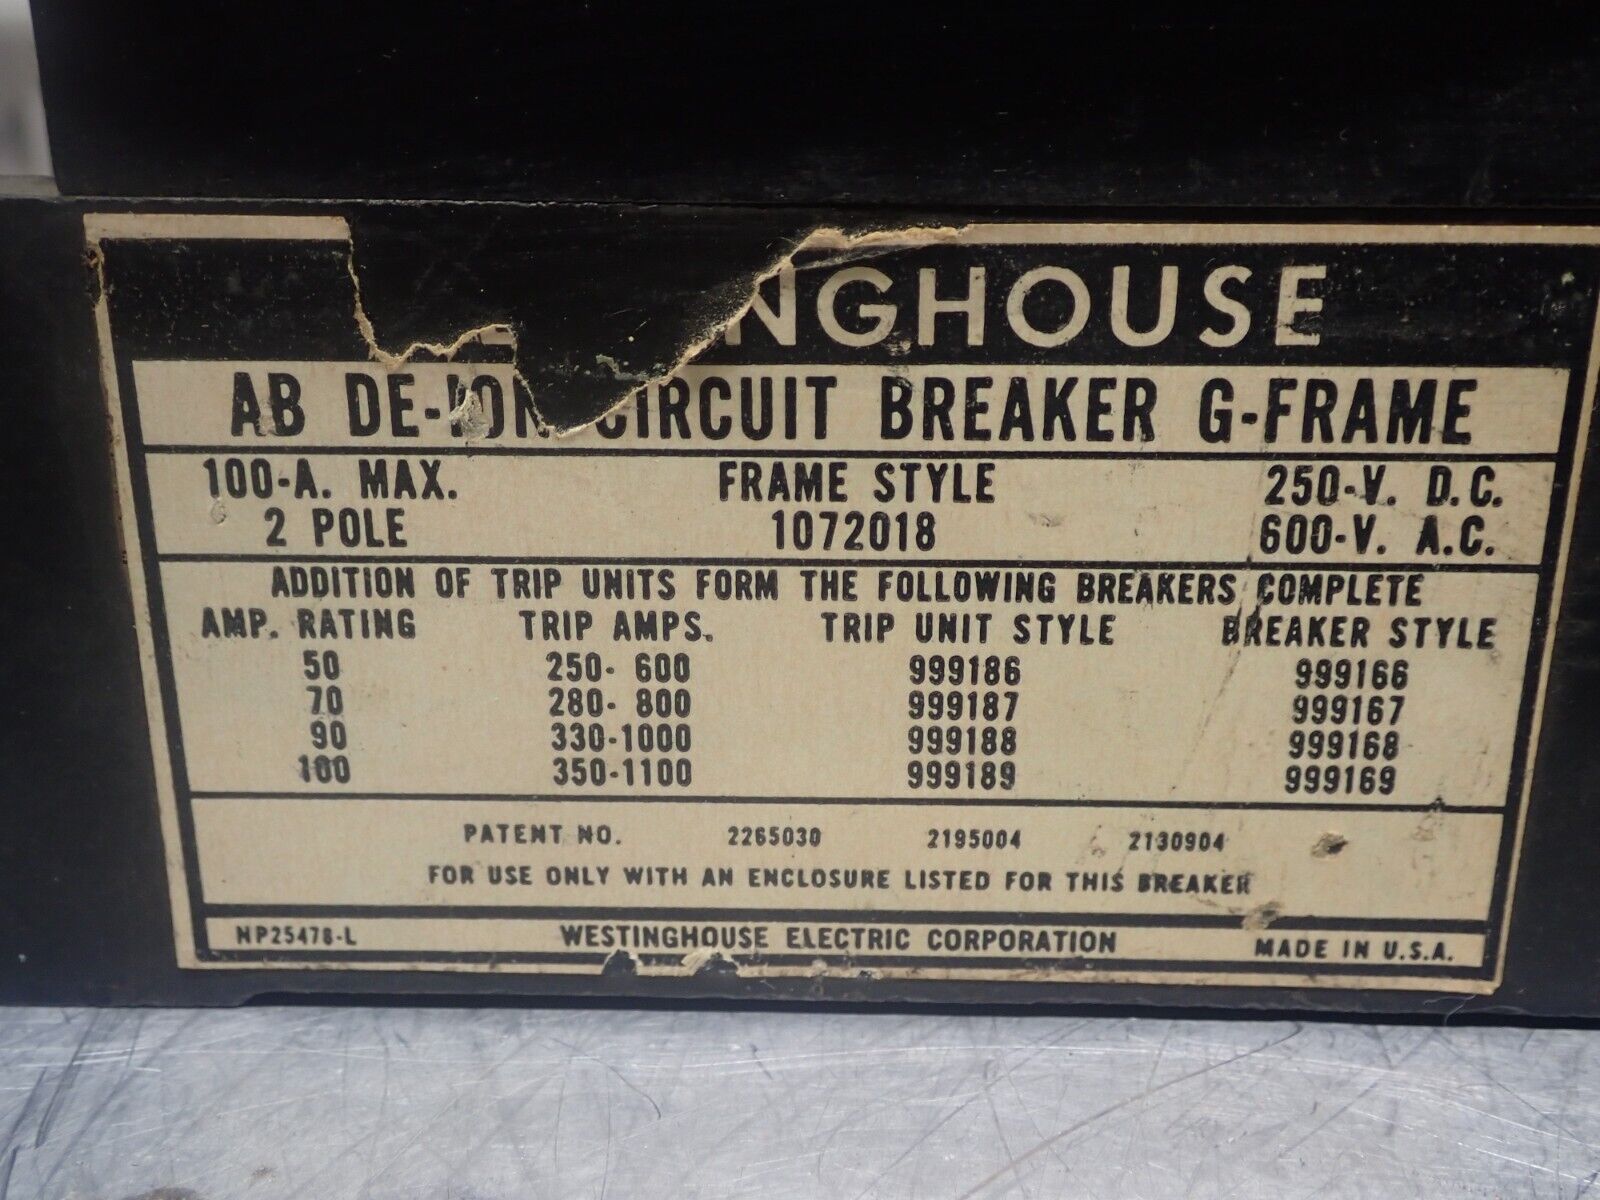 NGHOUSE
AB DE-ION CIRCUIT BREAKER G-FRAME
100-A. MAX. FRAME STYLE 250-V. D.C.
2 POLE 1072018 600-V. A.C.
ADDITION OF TRIP UNITS FORM THE FOLLOWING BREAKERS COMPLETE
AMP. RATING TRIP AMPS. TRIP UNIT STYLE BREAKER STYLE
50 250- 600 999186 999166
70 280- 800 999187 999167
90 330-1000 999188 999168
100 350-1100 999189 999169
PATENT NO. 2265030 2195004 2130904
FOR USE ONLY WITH AN ENCLOSURE LISTED FOR THIS BREAKER
NP25478-L WESTINGHOUSE ELECTRIC CORPORATION MADE IN U.S.A.